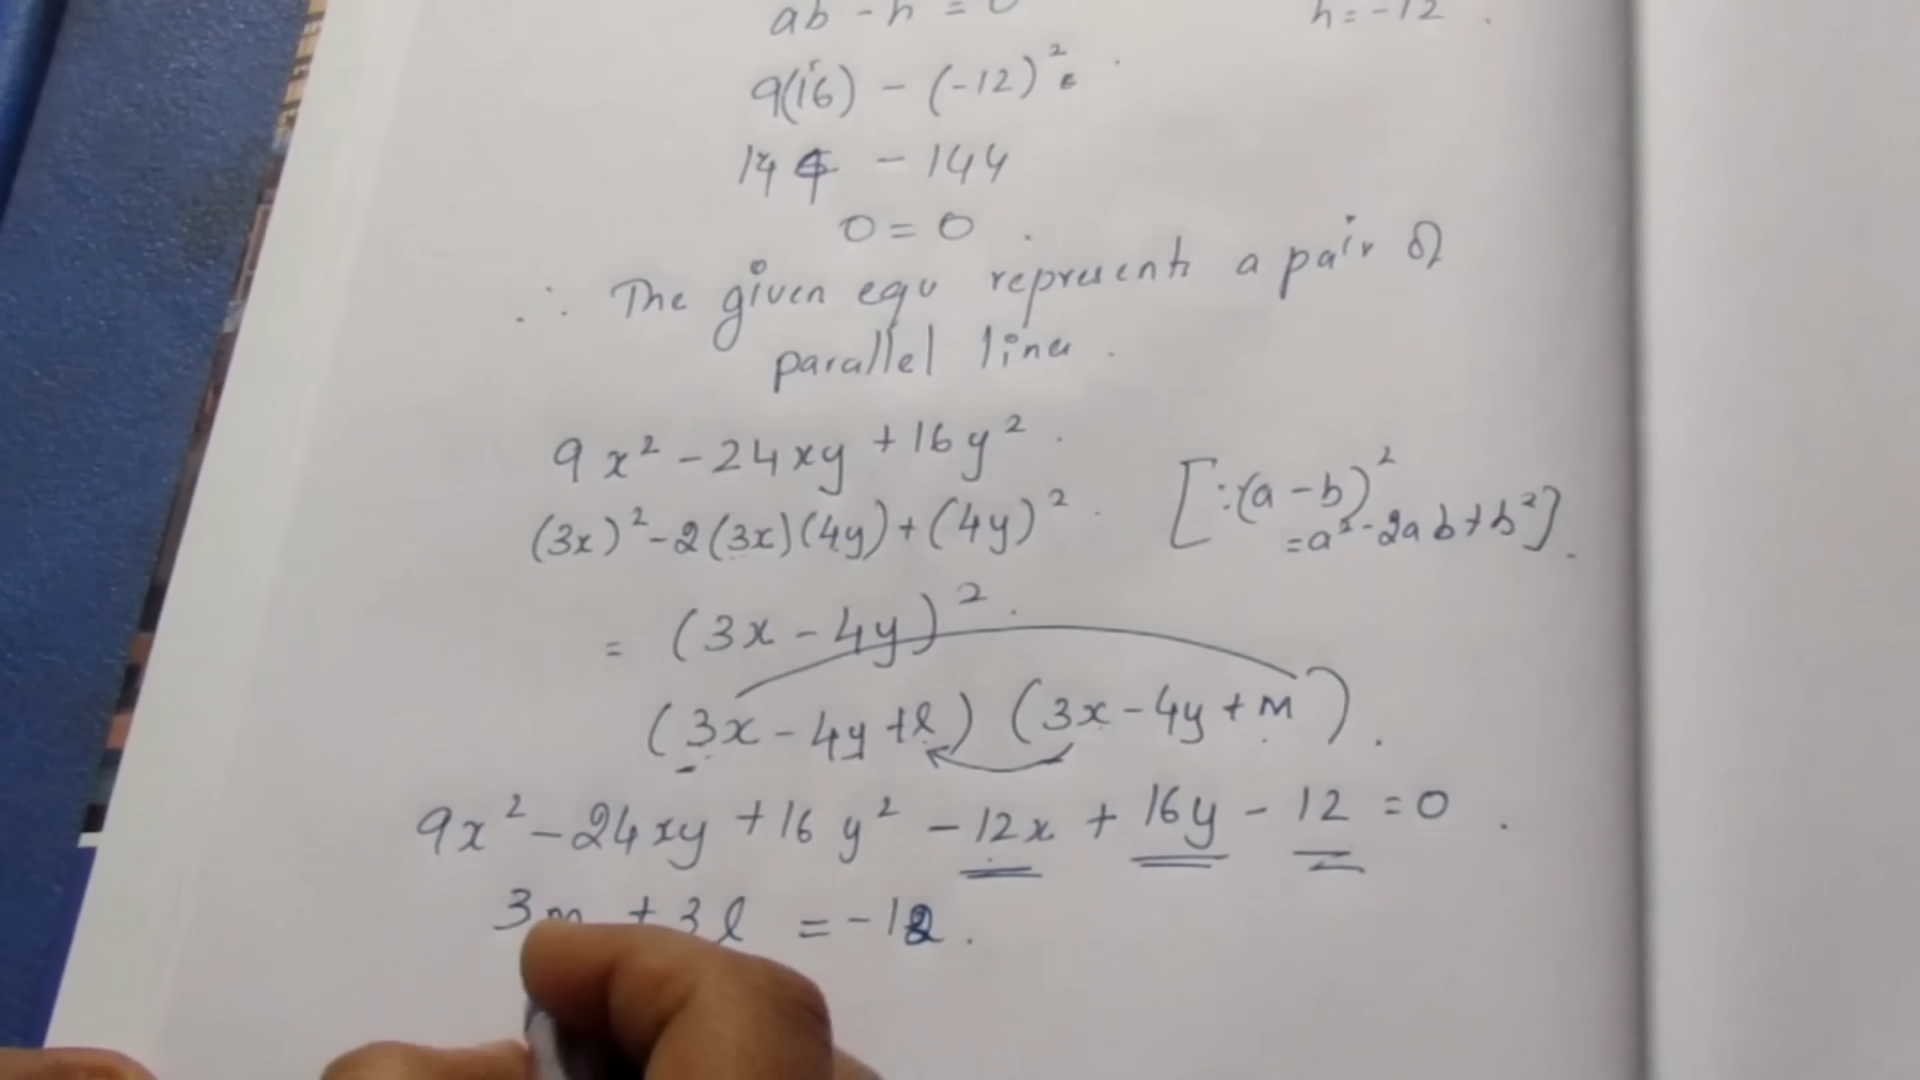 ab - h = 0 h = -12 .
9(16) - (-12)²
144 - 144
0 = 0 .
∴ The given equ represents a pair of
parallel lines .
9x² - 24xy + 16y² .
(3x)² - 2(3x)(4y) + (4y)² . [∵(a - b)²
= a² - 2ab + b²] .
= (3x - 4y)² .
(3x - 4y + l) (3x - 4y + m) .
9x² - 24xy + 16y² - 12x + 16y - 12 = 0 .
3m + 3l = -12 .